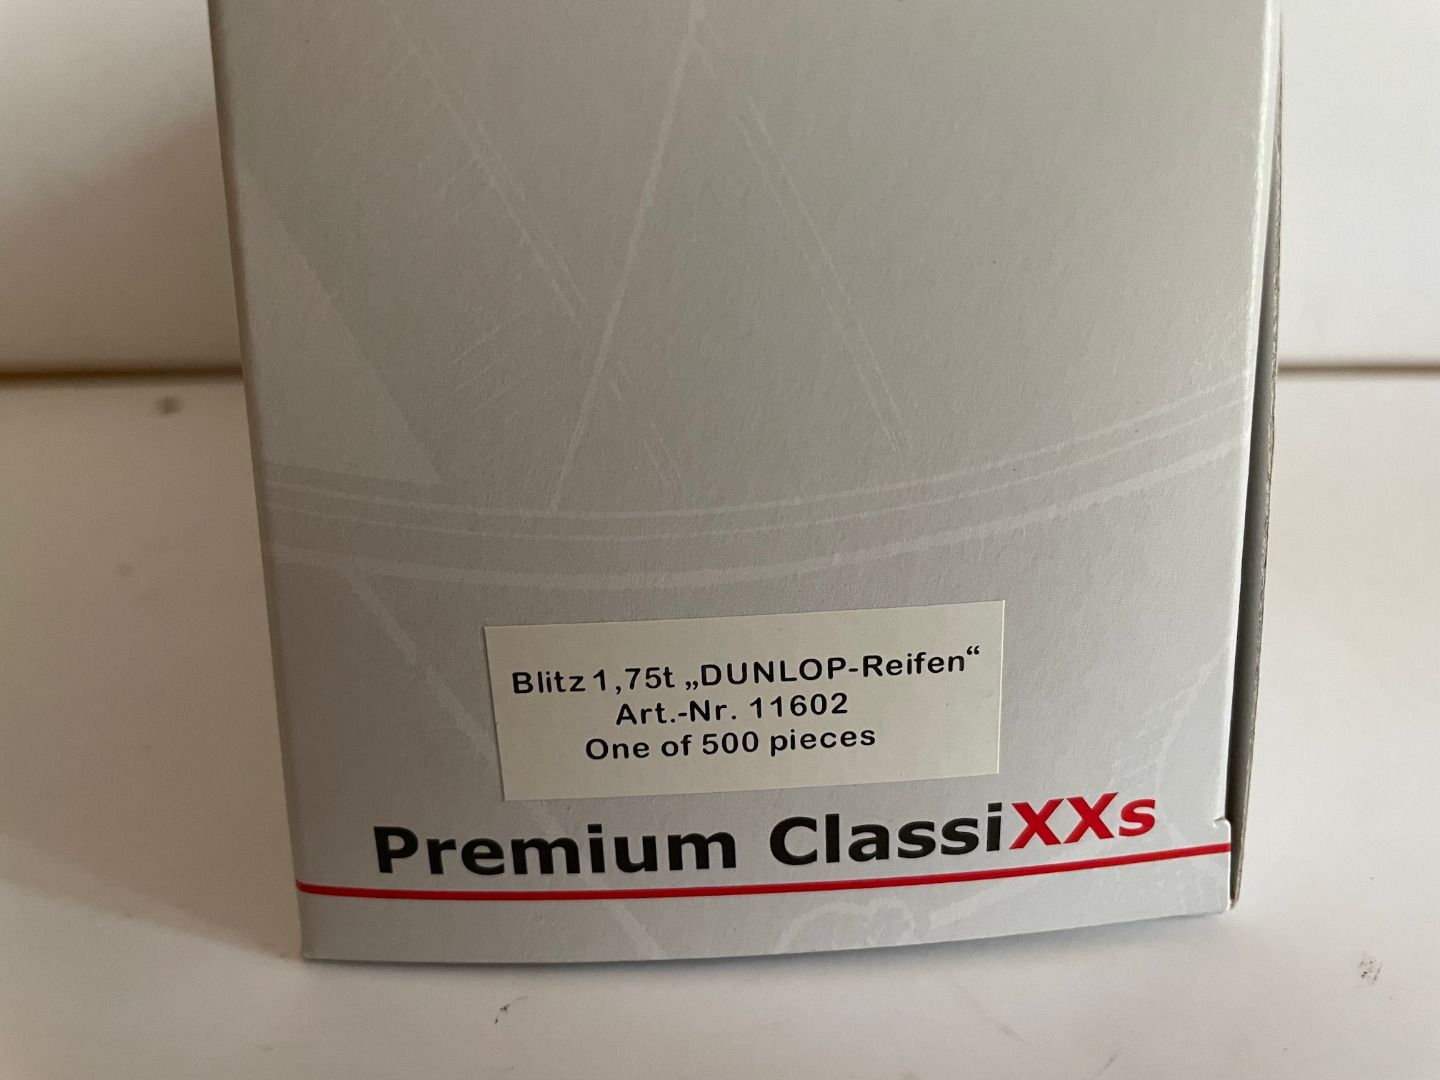 Blitz 1,75t „DUNLOP-Reifen“
Art.-Nr. 11602
One of 500 pieces
Premium ClassiXXs